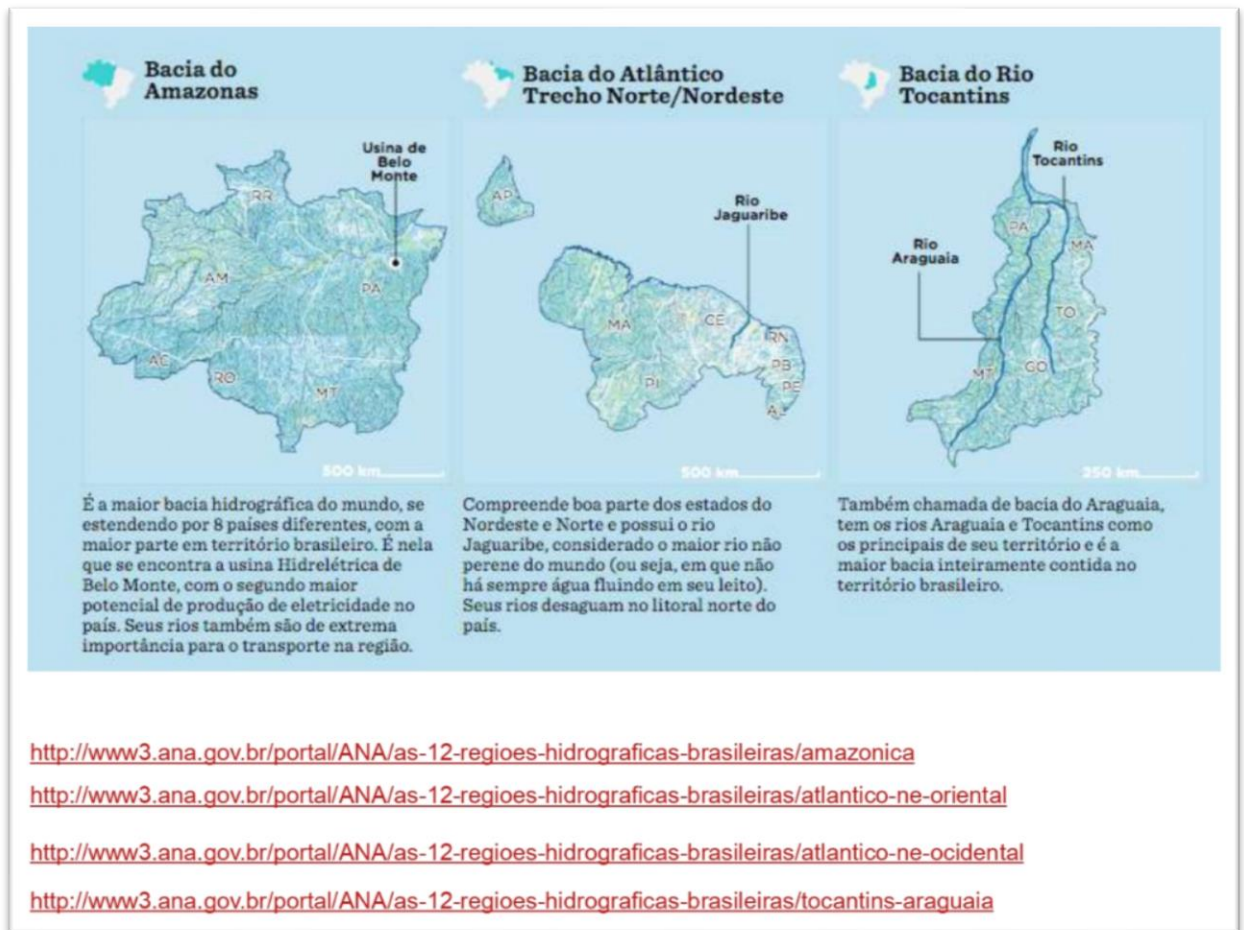 Bacia do
Amazonas
Usina de
Belo
Monte
RR
AM
PA
AC
RO
MT
500 km
É a maior bacia hidrográfica do mundo, se
estendendo por 8 países diferentes, com a
maior parte em território brasileiro. É nela
que se encontra a usina Hidrelétrica de
Belo Monte, com o segundo maior
potencial de produção de eletricidade no
país. Seus rios também são de extrema
importância para o transporte na região.
Bacia do Atlântico
Trecho Norte/Nordeste
AP
Rio
Jaguaribe
MA
CE
RN
PB
PI
PE
AL
500 km
Compreende boa parte dos estados do
Nordeste e Norte e possui o rio
Jaguaribe, considerado o maior rio não
perene do mundo (ou seja, em que não
há sempre água fluindo em seu leito).
Seus rios desaguam no litoral norte do
país.
Bacia do Rio
Tocantins
Rio
Tocantins
PA
MA
Rio
Araguaia
TO
GO
MT
250 km
Também chamada de bacia do Araguaia,
tem os rios Araguaia e Tocantins como
os principais de seu território e é a
maior bacia inteiramente contida no
território brasileiro.
http://www3.ana.gov.br/portal/ANA/as-12-regioes-hidrograficas-brasileiras/amazonica
http://www3.ana.gov.br/portal/ANA/as-12-regioes-hidrograficas-brasileiras/atlantico-ne-oriental
http://www3.ana.gov.br/portal/ANA/as-12-regioes-hidrograficas-brasileiras/atlantico-ne-ocidental
http://www3.ana.gov.br/portal/ANA/as-12-regioes-hidrograficas-brasileiras/tocantins-araguaia